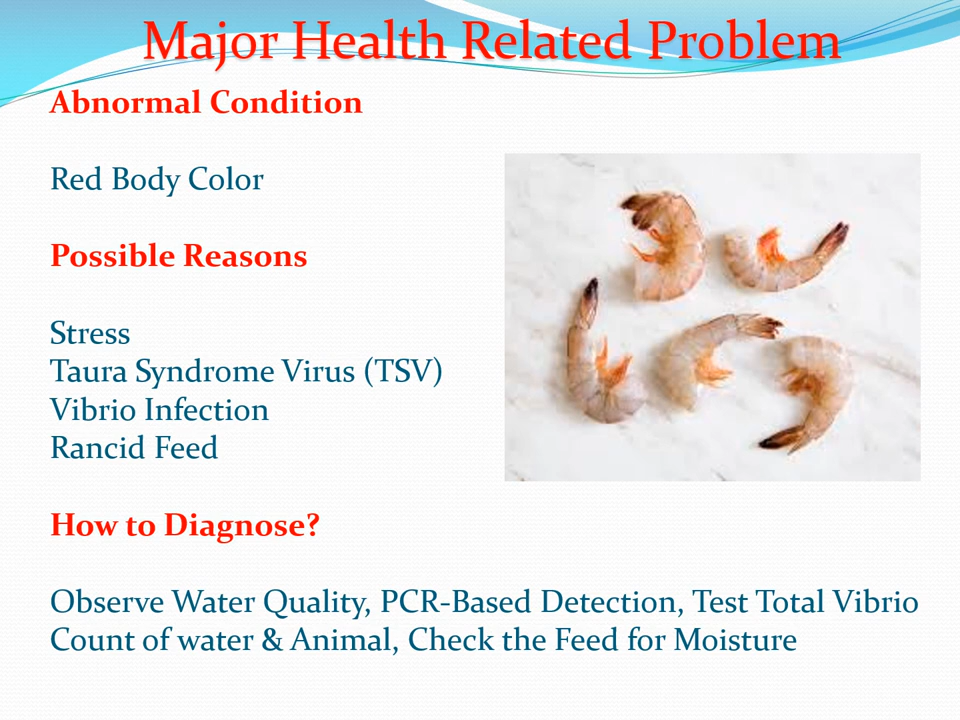 Major Health Related Problem
Abnormal Condition
Red Body Color
Possible Reasons
Stress
Taura Syndrome Virus (TSV)
Vibrio Infection
Rancid Feed
How to Diagnose?
Observe Water Quality, PCR-Based Detection, Test Total Vibrio
Count of water & Animal, Check the Feed for Moisture